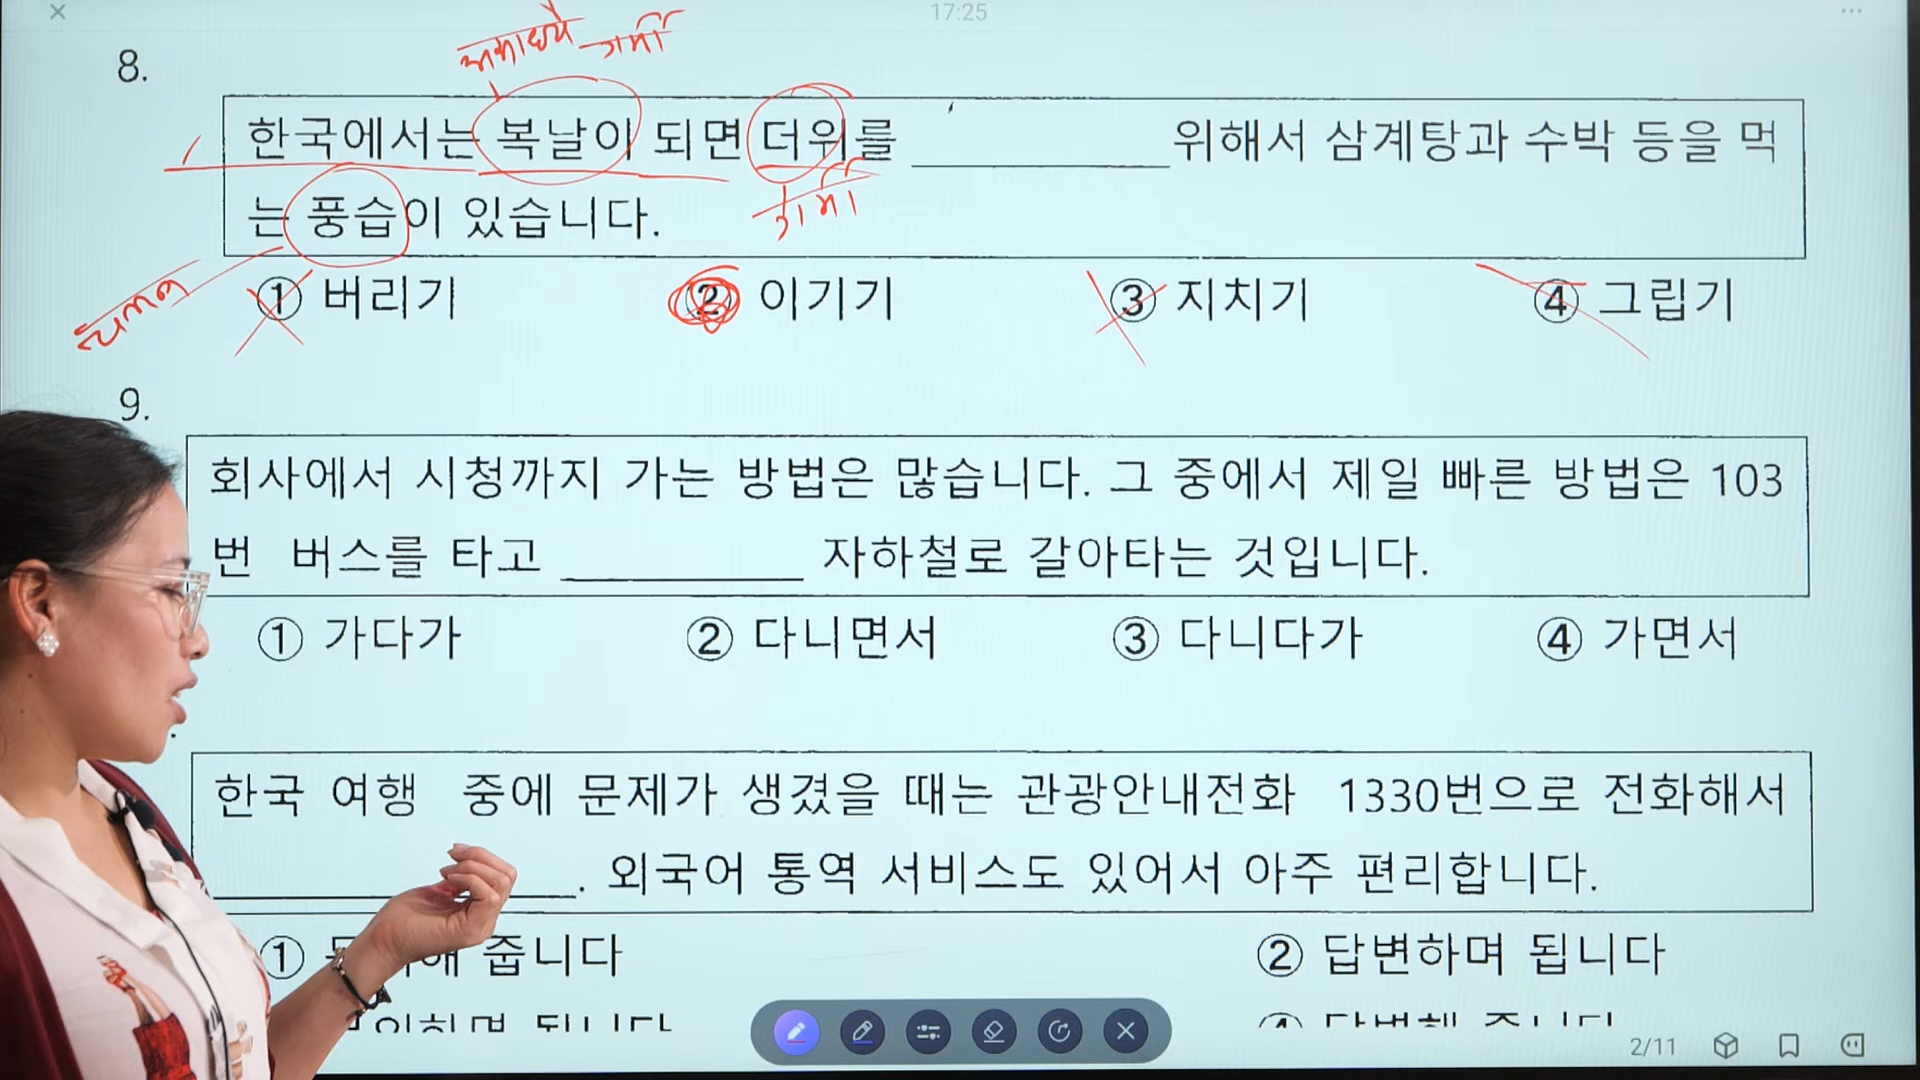 17:25
गर्मी
8.
한국에서는 복날이 되면 더위를 __________ 위해서 삼계탕과 수박 등을 먹
는 풍습이 있습니다.
गर्मी
चलन
① 버리기 ② 이기기 ③ 지치기 ④ 그립기
9.
회사에서 시청까지 가는 방법은 많습니다. 그 중에서 제일 빠른 방법은 103
번 버스를 타고 __________ 자하철로 갈아타는 것입니다.
① 가다가 ② 다니면서 ③ 다니다가 ④ 가면서
한국 여행 중에 문제가 생겼을 때는 관광안내전화 1330번으로 전화해서
__________. 외국어 통역 서비스도 있어서 아주 편리합니다.
① 줍니다 ② 답변하며 됩니다
2/11